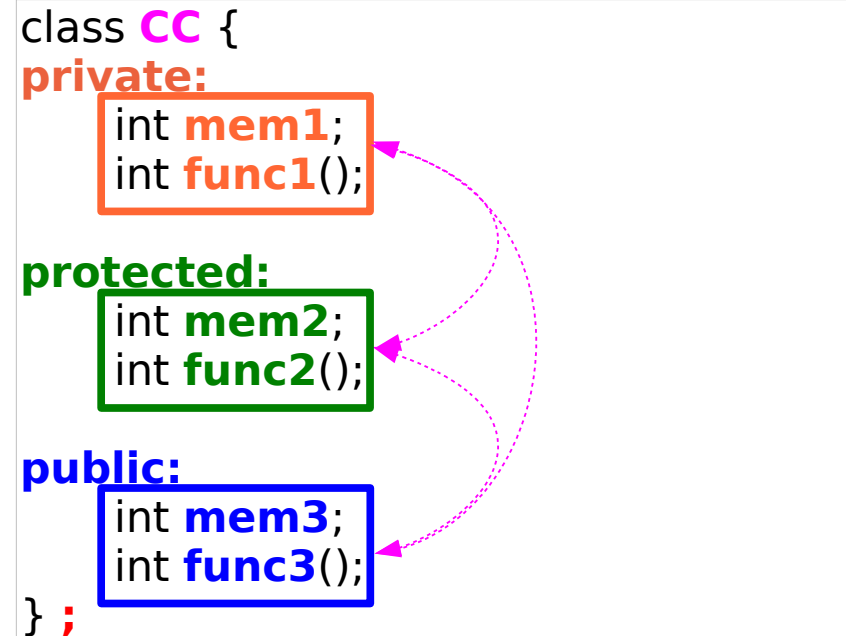 class CC {
private:
int mem1;
int func1();
protected:
int mem2;
int func2();
public:
int mem3;
int func3();
} ;